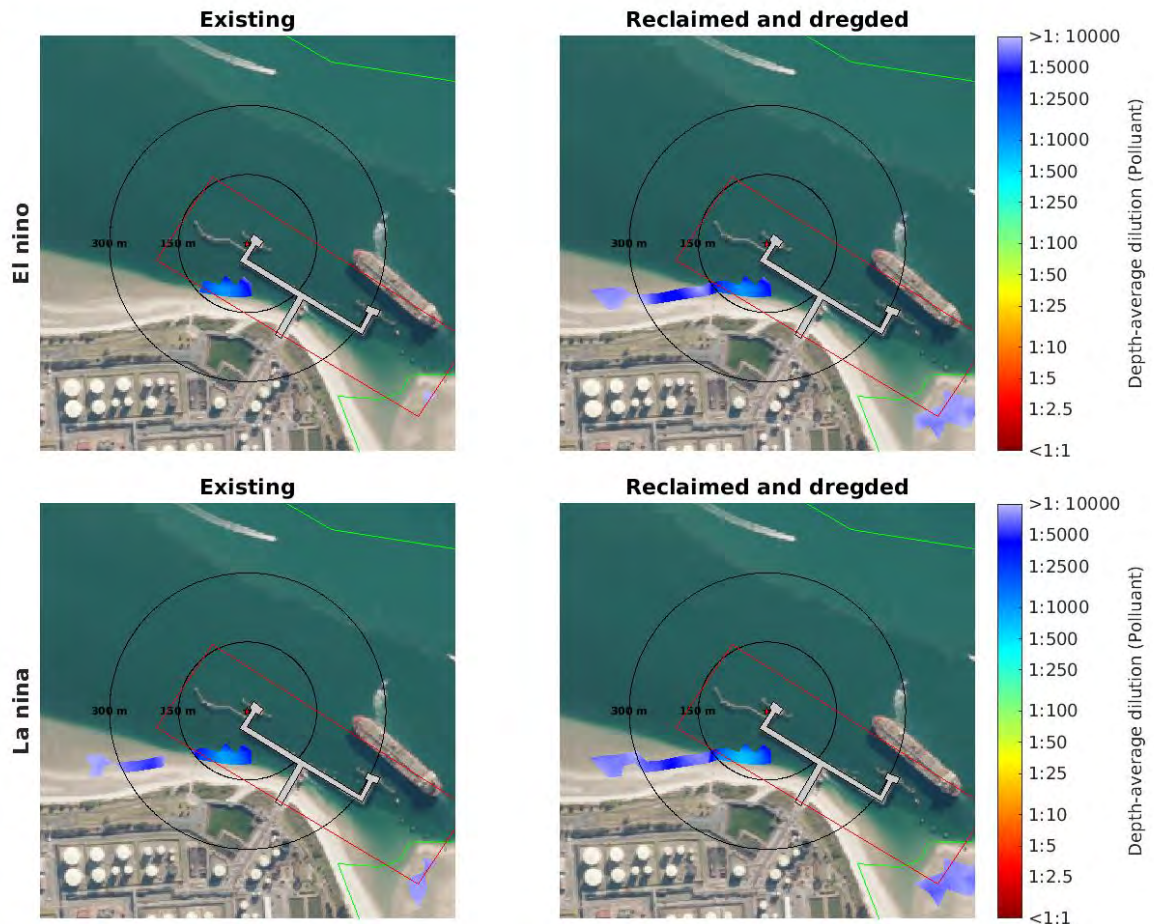 Existing
Reclaimed and dregded
El nino
300 m
150 m
300 m
150 m
>1: 10000
1:5000
1:2500
1:1000
1:500
1:250
1:100
1:50
1:25
1:10
1:5
1:2.5
<1:1
Depth-average dilution (Polluant)
Existing
Reclaimed and dregded
La nina
300 m
150 m
300 m
150 m
>1: 10000
1:5000
1:2500
1:1000
1:500
1:250
1:100
1:50
1:25
1:10
1:5
1:2.5
<1:1
Depth-average dilution (Polluant)